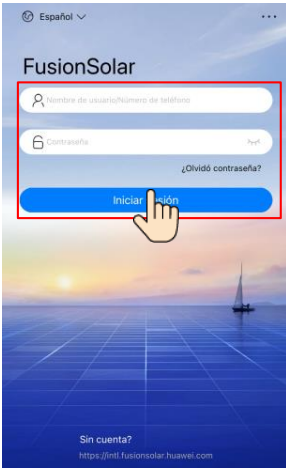 Español
FusionSolar
Nombre de usuario/Número de teléfono
Contraseña
¿Olvidó contraseña?
Iniciar sesión
Sin cuenta?
https://intl.fusionsolar.huawei.com